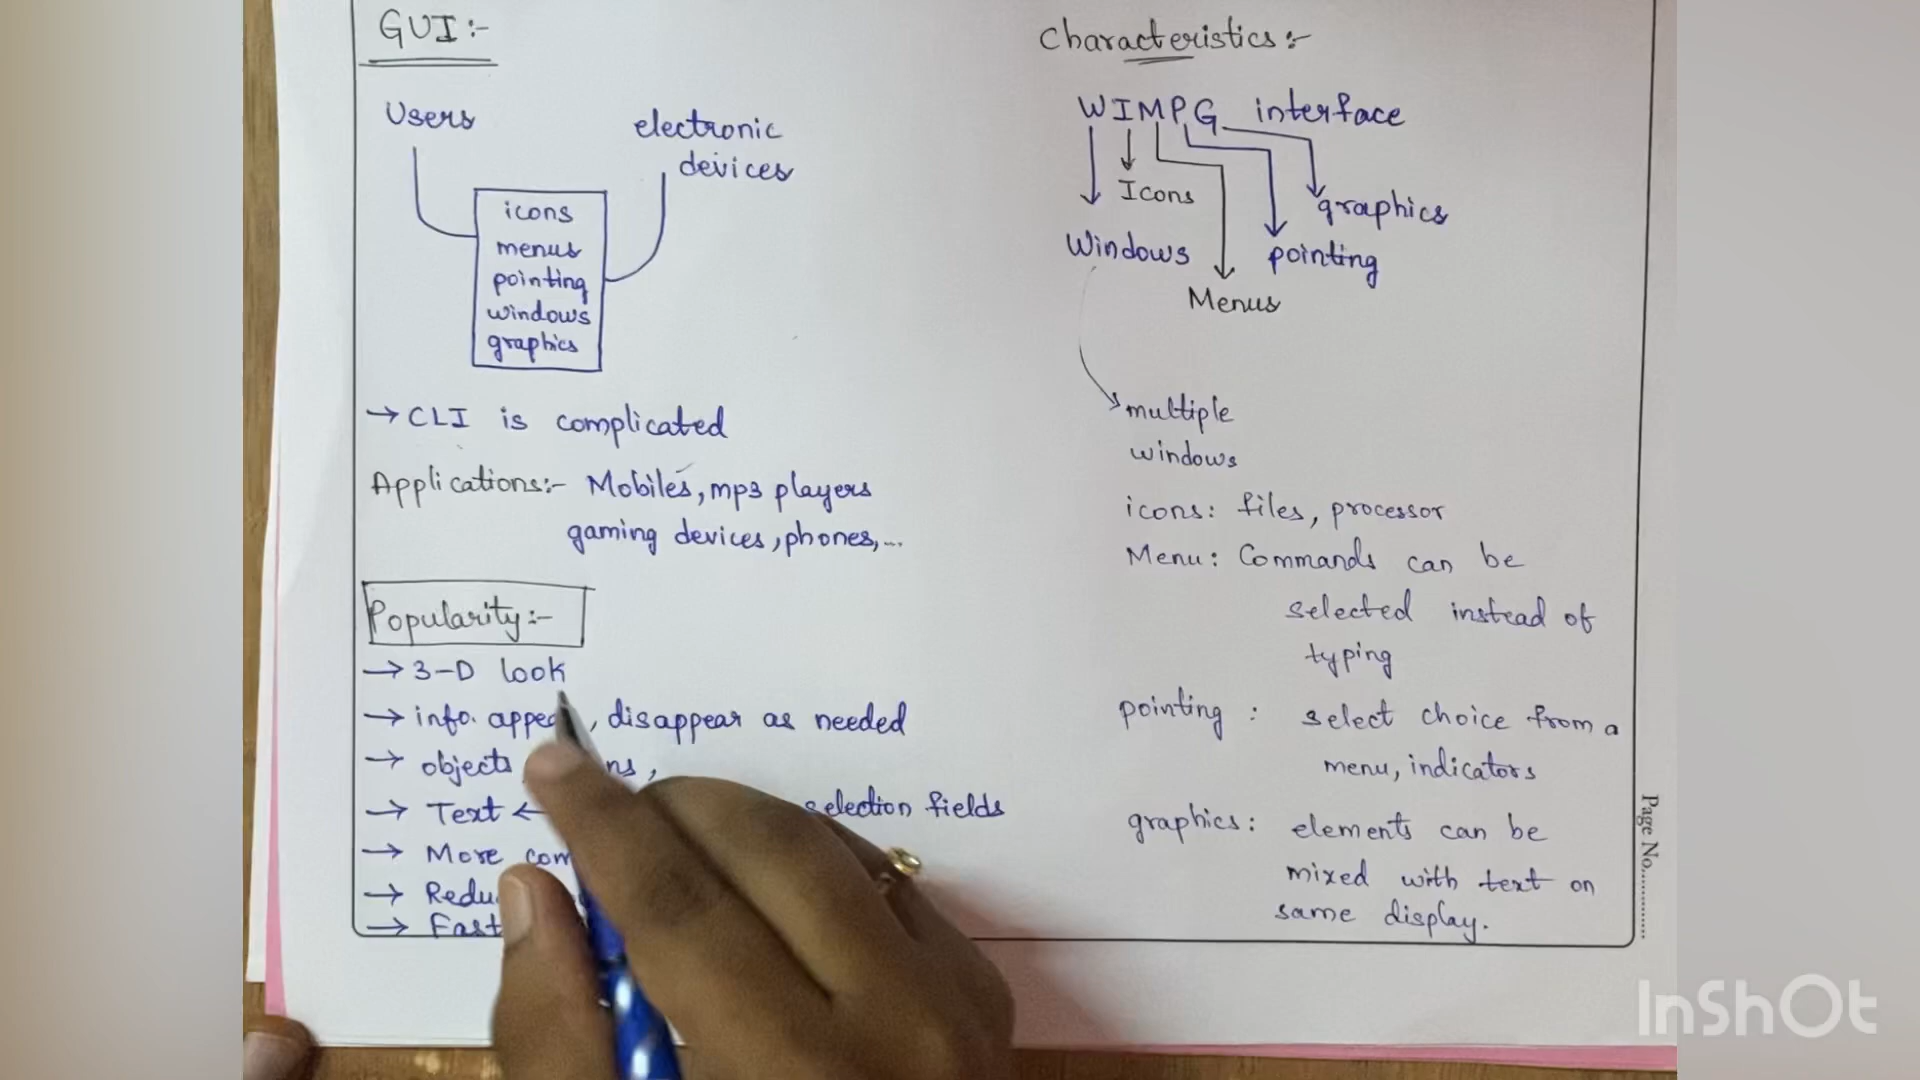 GUI:-
Users
electronic
devices
icons
menus
pointing
windows
graphics
→ CLI is complicated
Applications:- Mobiles, mp3 players
gaming devices, phones, ...
Popularity:-
→ 3-D look
→ info. , disappear as needed
→ objects
→ Text ← selection fields
→ More
→
→
Characteristics:-
WIMPG interface
Icons
graphics
Windows
pointing
Menus
multiple
windows
icons: files, processor
Menu: Commands can be
selected instead of
typing
pointing : select choice from a
menu, indicators
graphics: elements can be
mixed with text on
same display.
Page No.............
InShOt